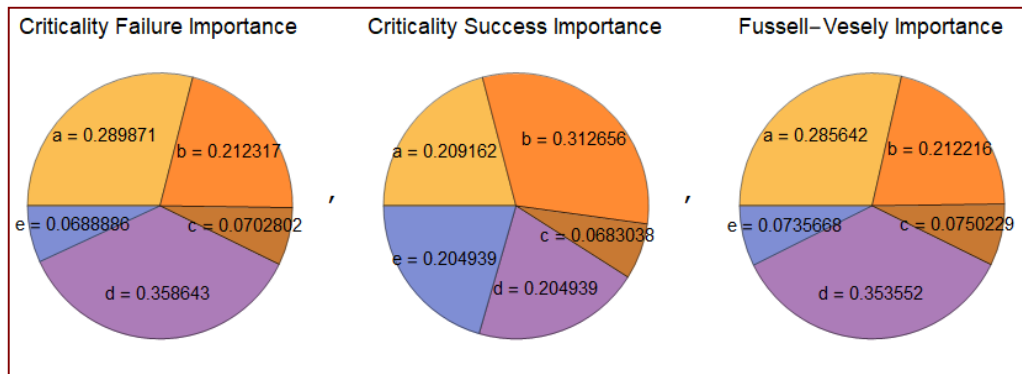 Criticality Failure Importance
a = 0.289871
b = 0.212317
e = 0.0688886
c = 0.0702802
d = 0.358643
,
Criticality Success Importance
a = 0.209162
b = 0.312656
c = 0.0683038
e = 0.204939
d = 0.204939
,
Fussell–Vesely Importance
a = 0.285642
b = 0.212216
e = 0.0735668
c = 0.0750229
d = 0.353552